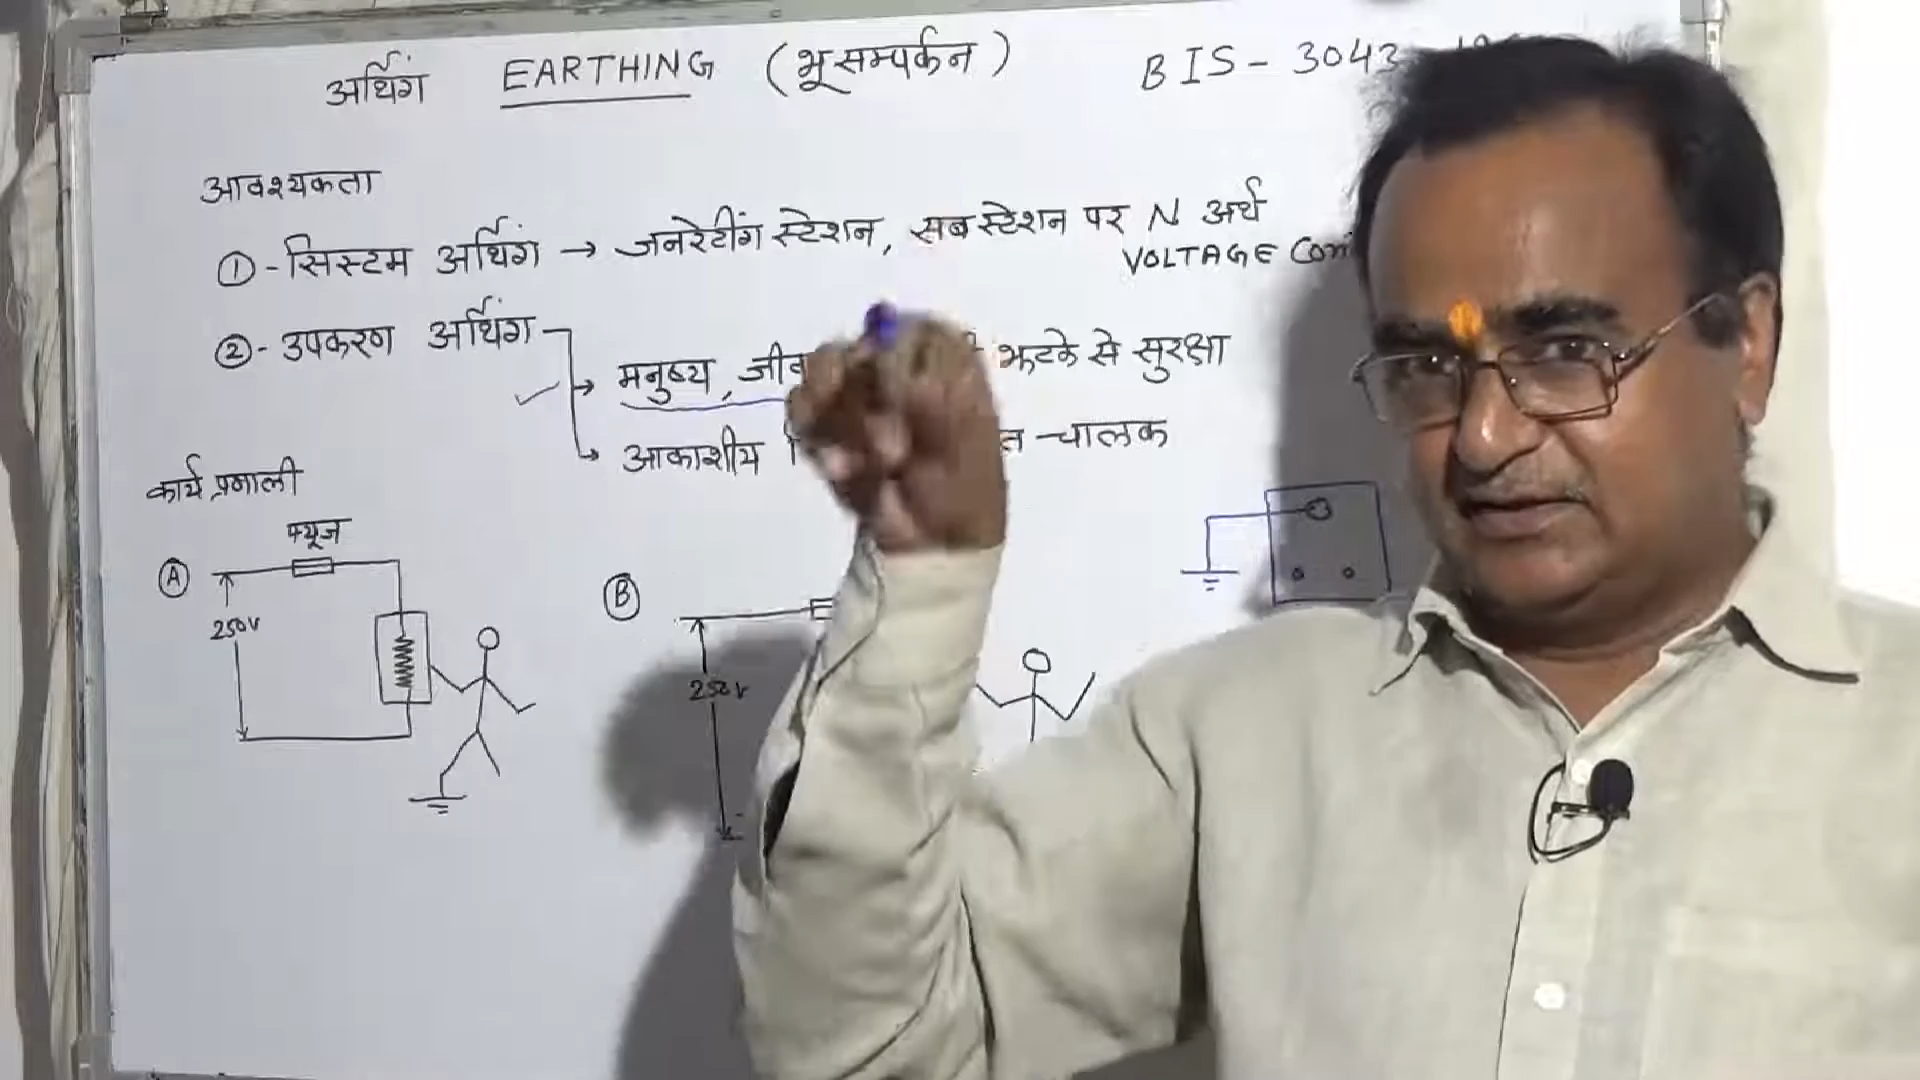 अर्थिंग EARTHING (भूसम्पर्कन) BIS - 3043
आवश्यकता
① - सिस्टम अर्थिंग → जनरेटींग स्टेशन, सबस्टेशन पर N अर्थ
VOLTAGE
② - उपकरण अर्थिंग
→ मनुष्य, झटके से सुरक्षा
→ आकाशीय चालक
कार्य प्रणाली
फ्यूज
Ⓐ
250V
Ⓑ
250V